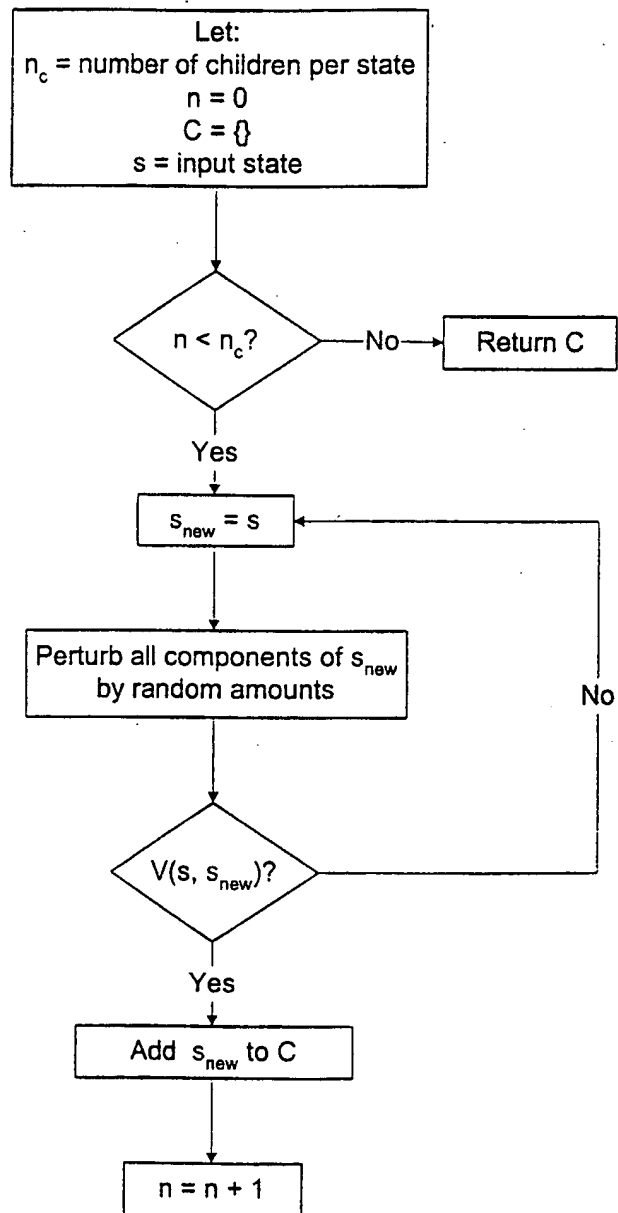 Let:
n_c = number of children per state
n = 0
C = {}
s = input state
n < n_c?
No
Return C
Yes
s_new = s
Perturb all components of s_new
by random amounts
No
V(s, s_new)?
Yes
Add s_new to C
n = n + 1